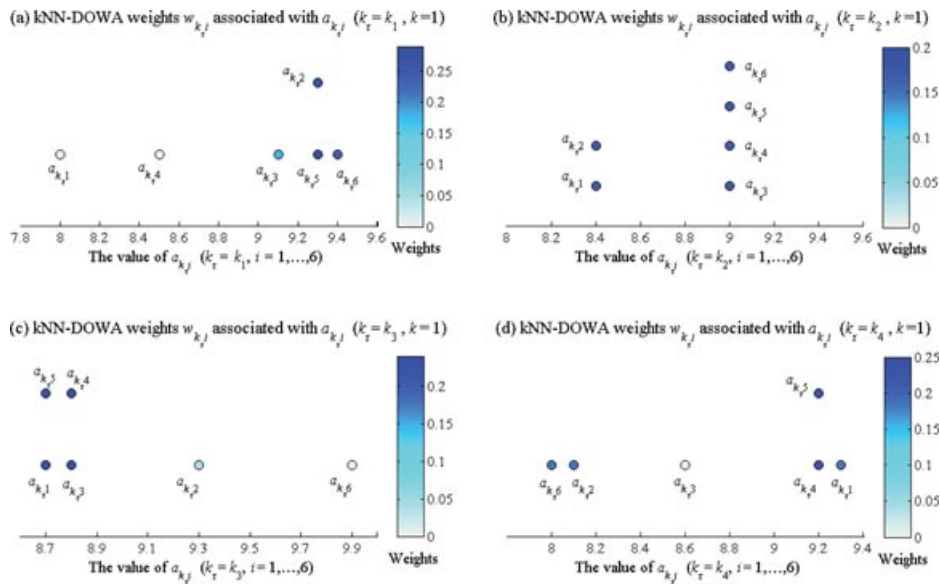 (a) kNN-DOWA weights w_{k_τ i} associated with a_{k_τ i} (k_τ = k_1 , k=1)
0.25
0.2
0.15
0.1
0.05
0
a_{k_τ 2}
a_{k_τ 1}
a_{k_τ 4}
a_{k_τ 3}
a_{k_τ 5}
a_{k_τ 6}
7.8 8 8.2 8.4 8.6 8.8 9 9.2 9.4 9.6
Weights
The value of a_{k_τ i} (k_τ = k_1, i = 1,...,6)
(b) kNN-DOWA weights w_{k_τ i} associated with a_{k_τ i} (k_τ = k_2 , k=1)
0.2
0.15
0.1
0.05
0
a_{k_τ 6}
a_{k_τ 5}
a_{k_τ 2}
a_{k_τ 4}
a_{k_τ 1}
a_{k_τ 3}
8 8.2 8.4 8.6 8.8 9 9.2 9.4 9.6
Weights
The value of a_{k_τ i} (k_τ = k_2, i = 1,...,6)
(c) kNN-DOWA weights w_{k_τ i} associated with a_{k_τ i} (k_τ = k_3 , k=1)
0.2
0.15
0.1
0.05
0
a_{k_τ 5} a_{k_τ 4}
a_{k_τ 1} a_{k_τ 3}
a_{k_τ 2}
a_{k_τ 6}
8.7 8.9 9.1 9.3 9.5 9.7 9.9
Weights
The value of a_{k_τ i} (k_τ = k_3, i = 1,...,6)
(d) kNN-DOWA weights w_{k_τ i} associated with a_{k_τ i} (k_τ = k_4 , k=1)
0.25
0.2
0.15
0.1
0.05
0
a_{k_τ 5}
a_{k_τ 6} a_{k_τ 2}
a_{k_τ 3}
a_{k_τ 4} a_{k_τ 1}
8 8.2 8.4 8.6 8.8 9 9.2 9.4
Weights
The value of a_{k_τ i} (k_τ = k_4, i = 1,...,6)